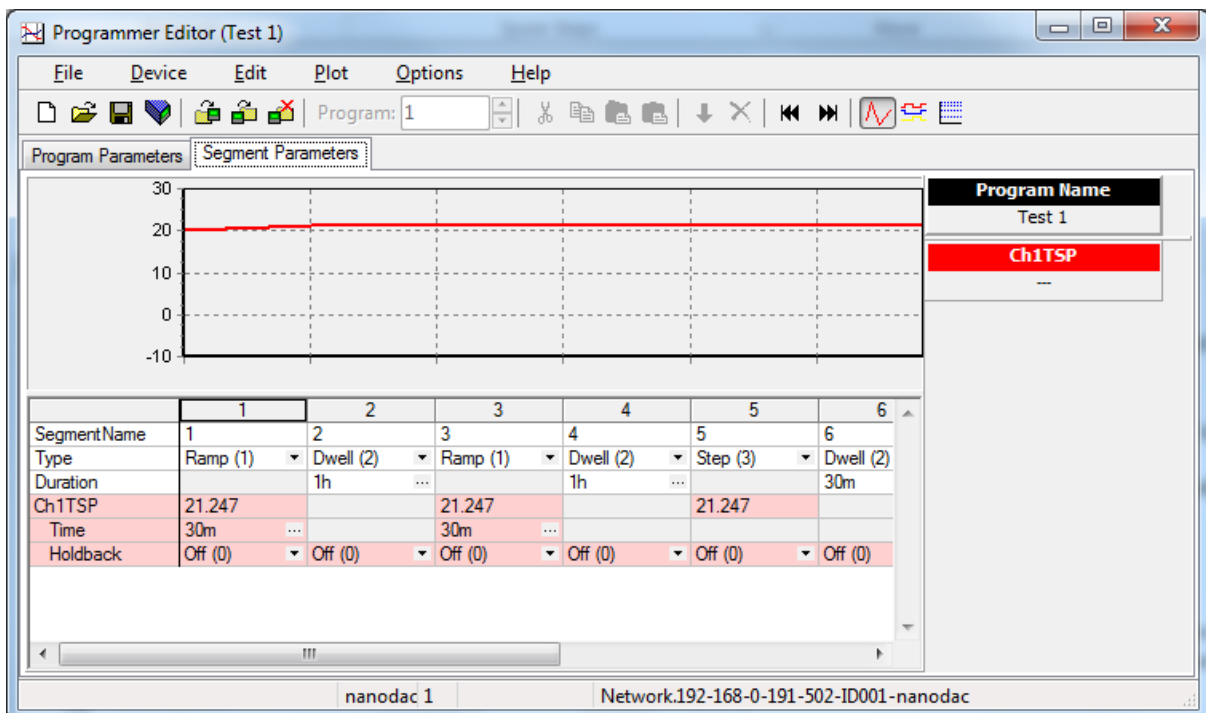 Programmer Editor (Test 1)
File Device Edit Plot Options Help
Program: 1
Program Parameters Segment Parameters
30
20
10
0
-10
Program Name
Test 1
Ch1TSP
---
1 2 3 4 5 6
SegmentName 1 2 3 4 5 6
Type Ramp (1) Dwell (2) Ramp (1) Dwell (2) Step (3) Dwell (2)
Duration 1h ... 1h ... 30m
Ch1TSP 21.247 21.247 21.247
Time 30m ... 30m ...
Holdback Off (0) Off (0) Off (0) Off (0) Off (0) Off (0)
nanodac 1 Network.192-168-0-191-502-ID001-nanodac